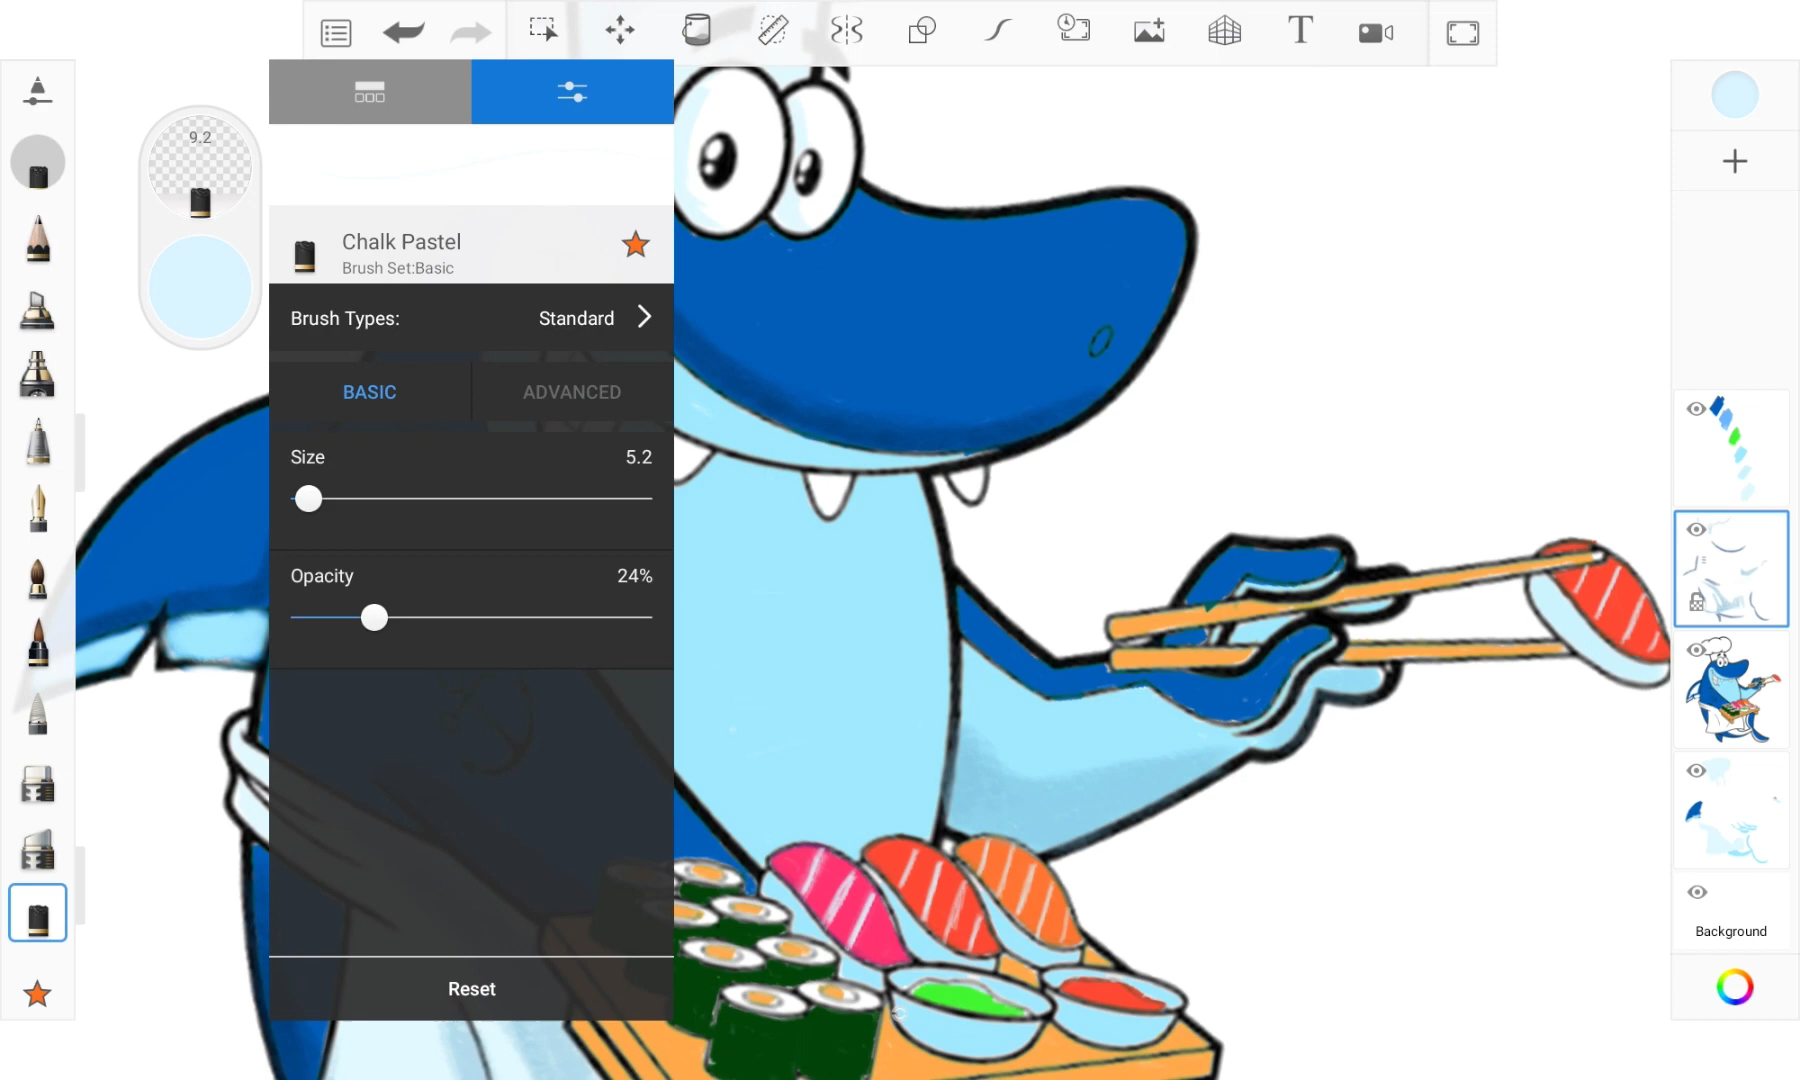 9.2
Chalk Pastel
Brush Set:Basic
Brush Types: Standard
BASIC ADVANCED
Size 5.2
Opacity 24%
Reset
Background